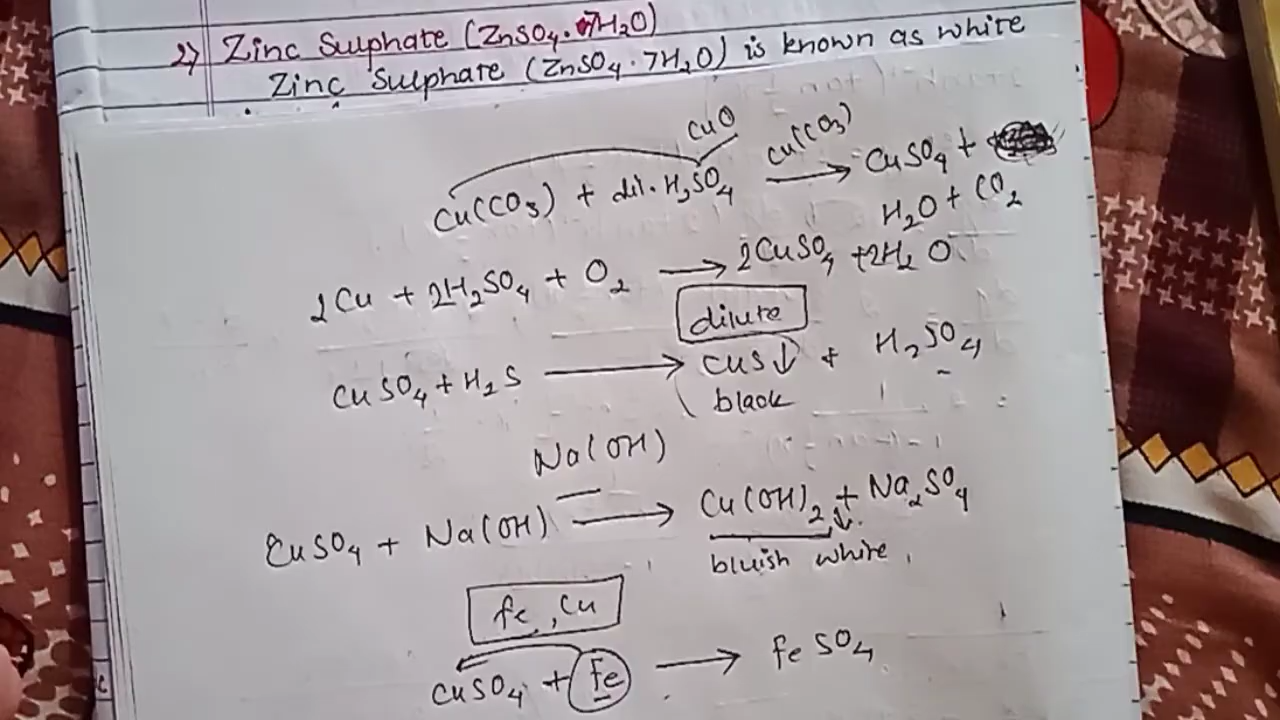 2) Zinc Sulphate (ZnSO4·7H2O)
Zinc Sulphate (ZnSO4·7H2O) is known as white
CuO
Cu(CO3) + dil. H2SO4 ⟶ CuSO4 +
Cu(CO3)
H2O + CO2
2Cu + 2H2SO4 + O2 ⟶ 2CuSO4 + 2H2O
dilute
CuSO4 + H2S ⟶ CuS↓ + H2SO4
black
Na(OH)
CuSO4 + Na(OH) ⟶ Cu(OH)2↓ + Na2SO4
bluish white
fe, Cu
CuSO4 + Fe ⟶ feSO4